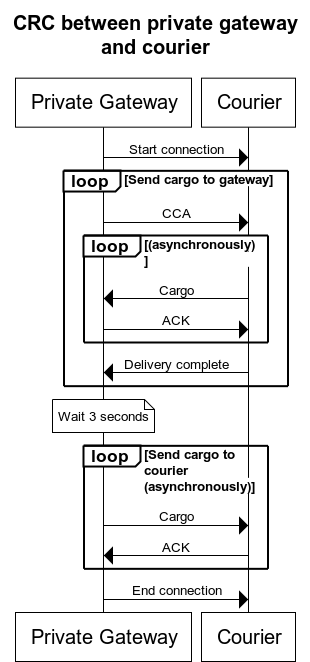 CRC between private gateway
and courier
Private Gateway
Courier
Start connection
loop
[Send cargo to gateway]
CCA
loop
[(asynchronously)
]
Cargo
ACK
Delivery complete
Wait 3 seconds
loop
[Send cargo to
courier
(asynchronously)]
Cargo
ACK
End connection
Private Gateway
Courier